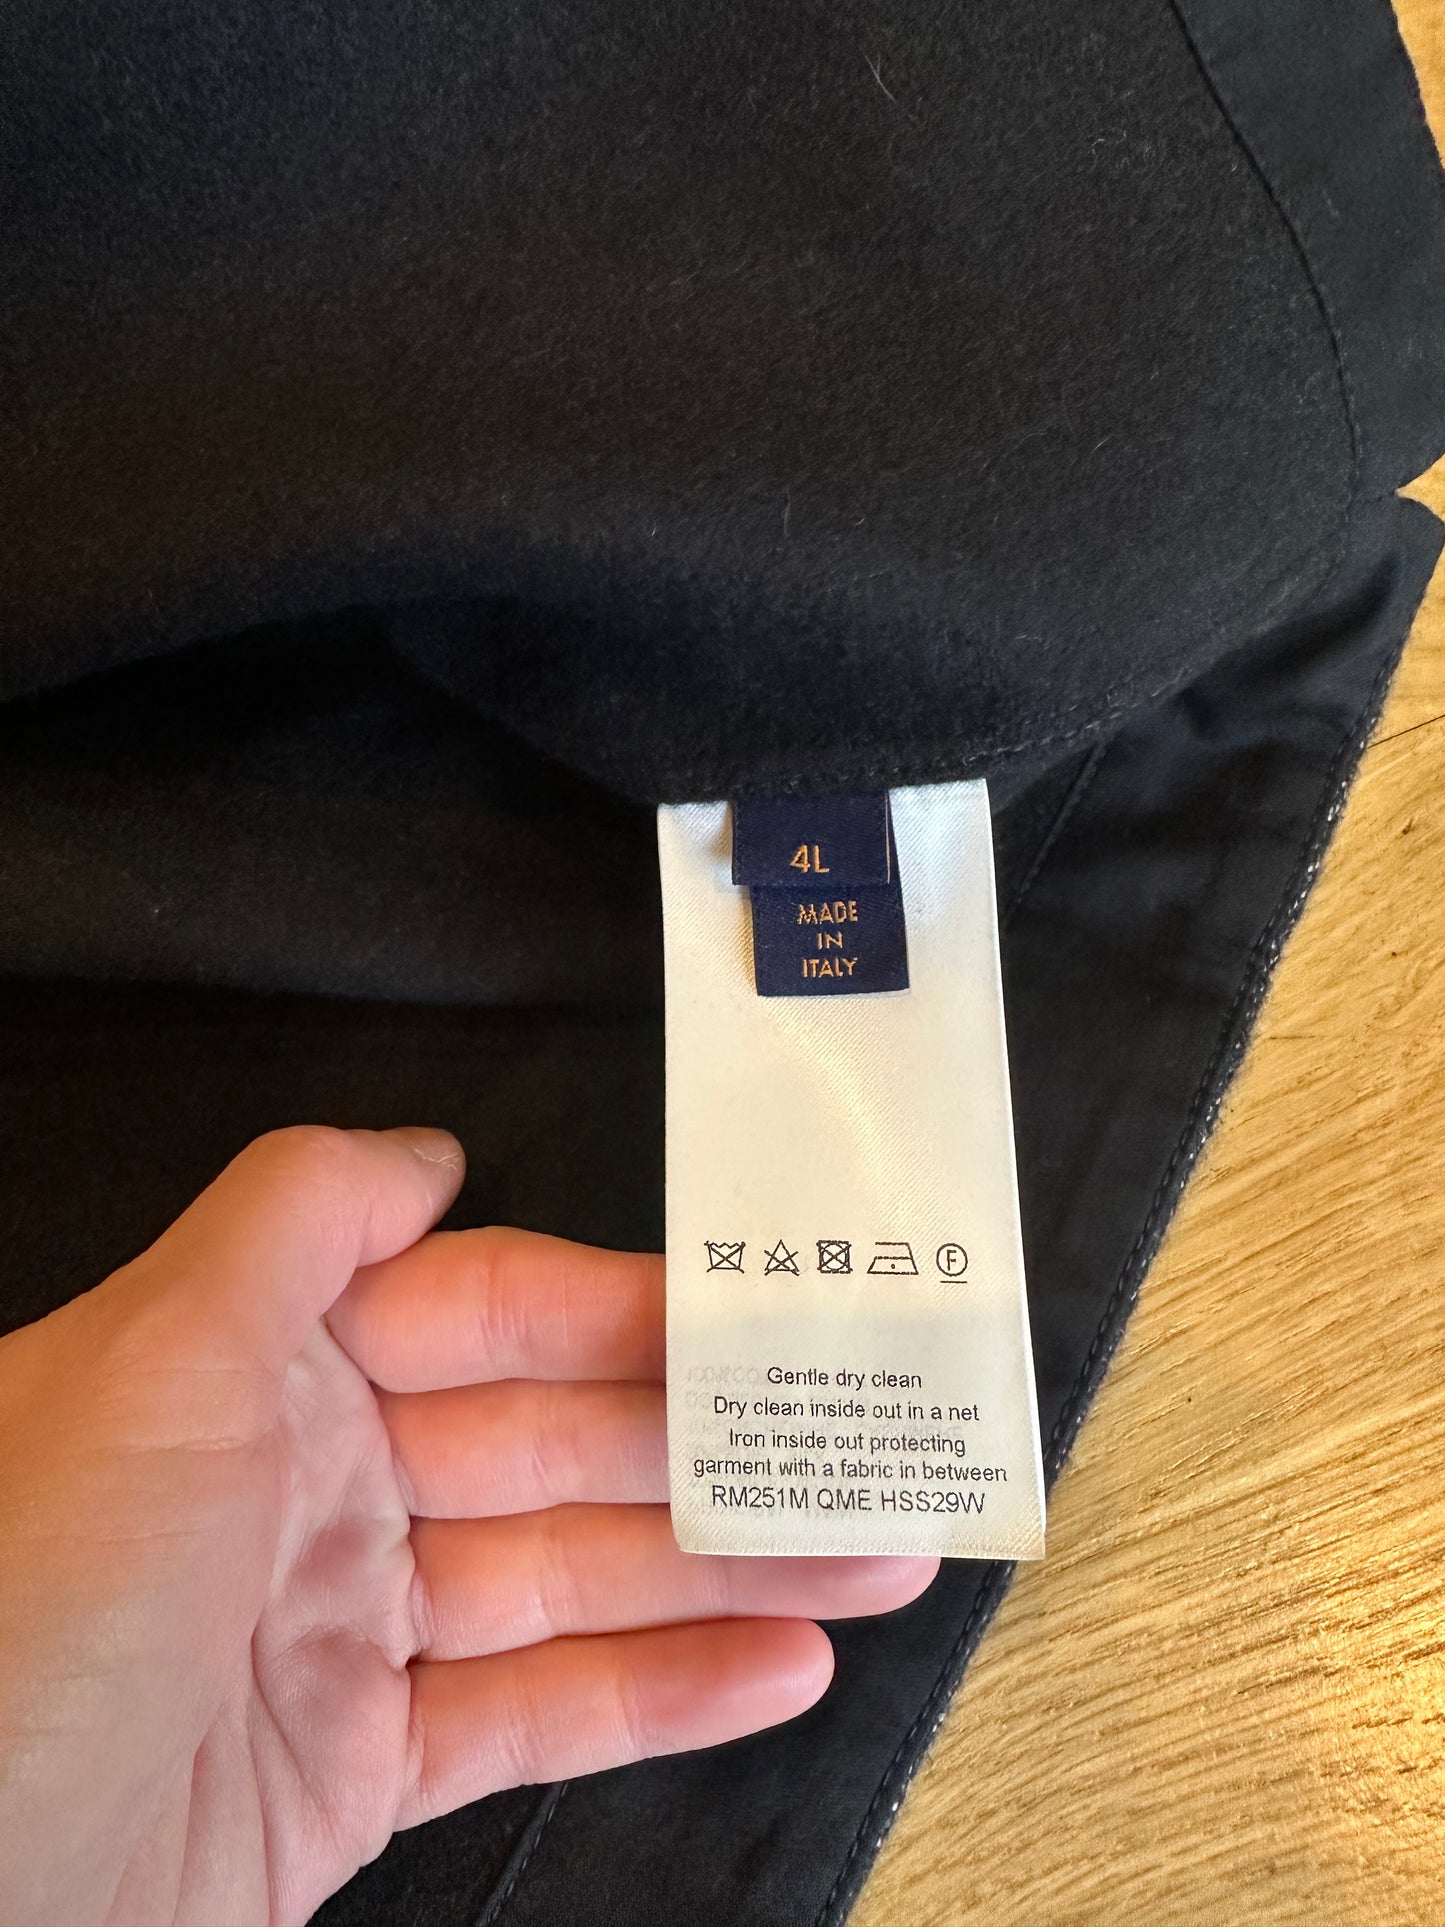 4L
MADE
IN
ITALY
F
Gentle dry clean
Dry clean inside out in a net
Iron inside out protecting
garment with a fabric in between
RM251M QME HSS29W